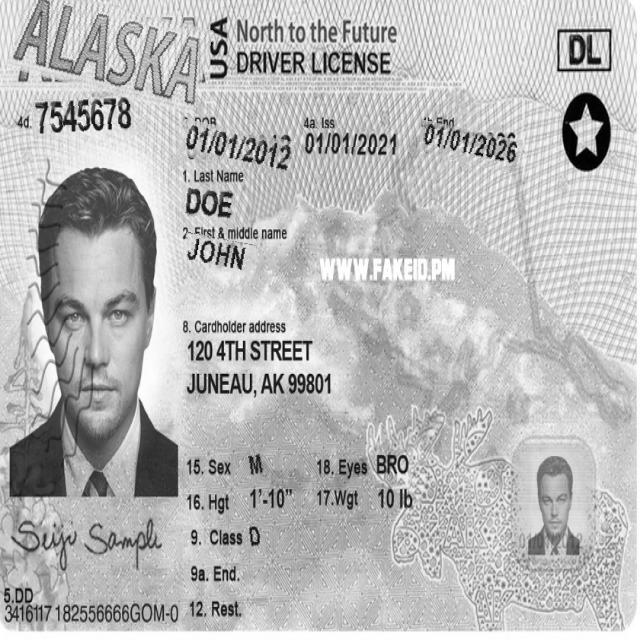 ALASKA
USA
North to the Future
DRIVER LICENSE
DL
4d. 7545678
DOB
01/01/2012
4a. Iss
01/01/2021
01/01/2026
1. Last Name
DOE
2. First & middle name
JOHN
WWW.FAKEID.PM
8. Cardholder address
120 4TH STREET
JUNEAU, AK 99801
15. Sex M
18. Eyes BRO
16. Hgt 1'-10"
17.Wgt 10 lb
9. Class D
9a. End.
12. Rest.
Seiji Sample
5.DD
3416117 182556666GOM-0